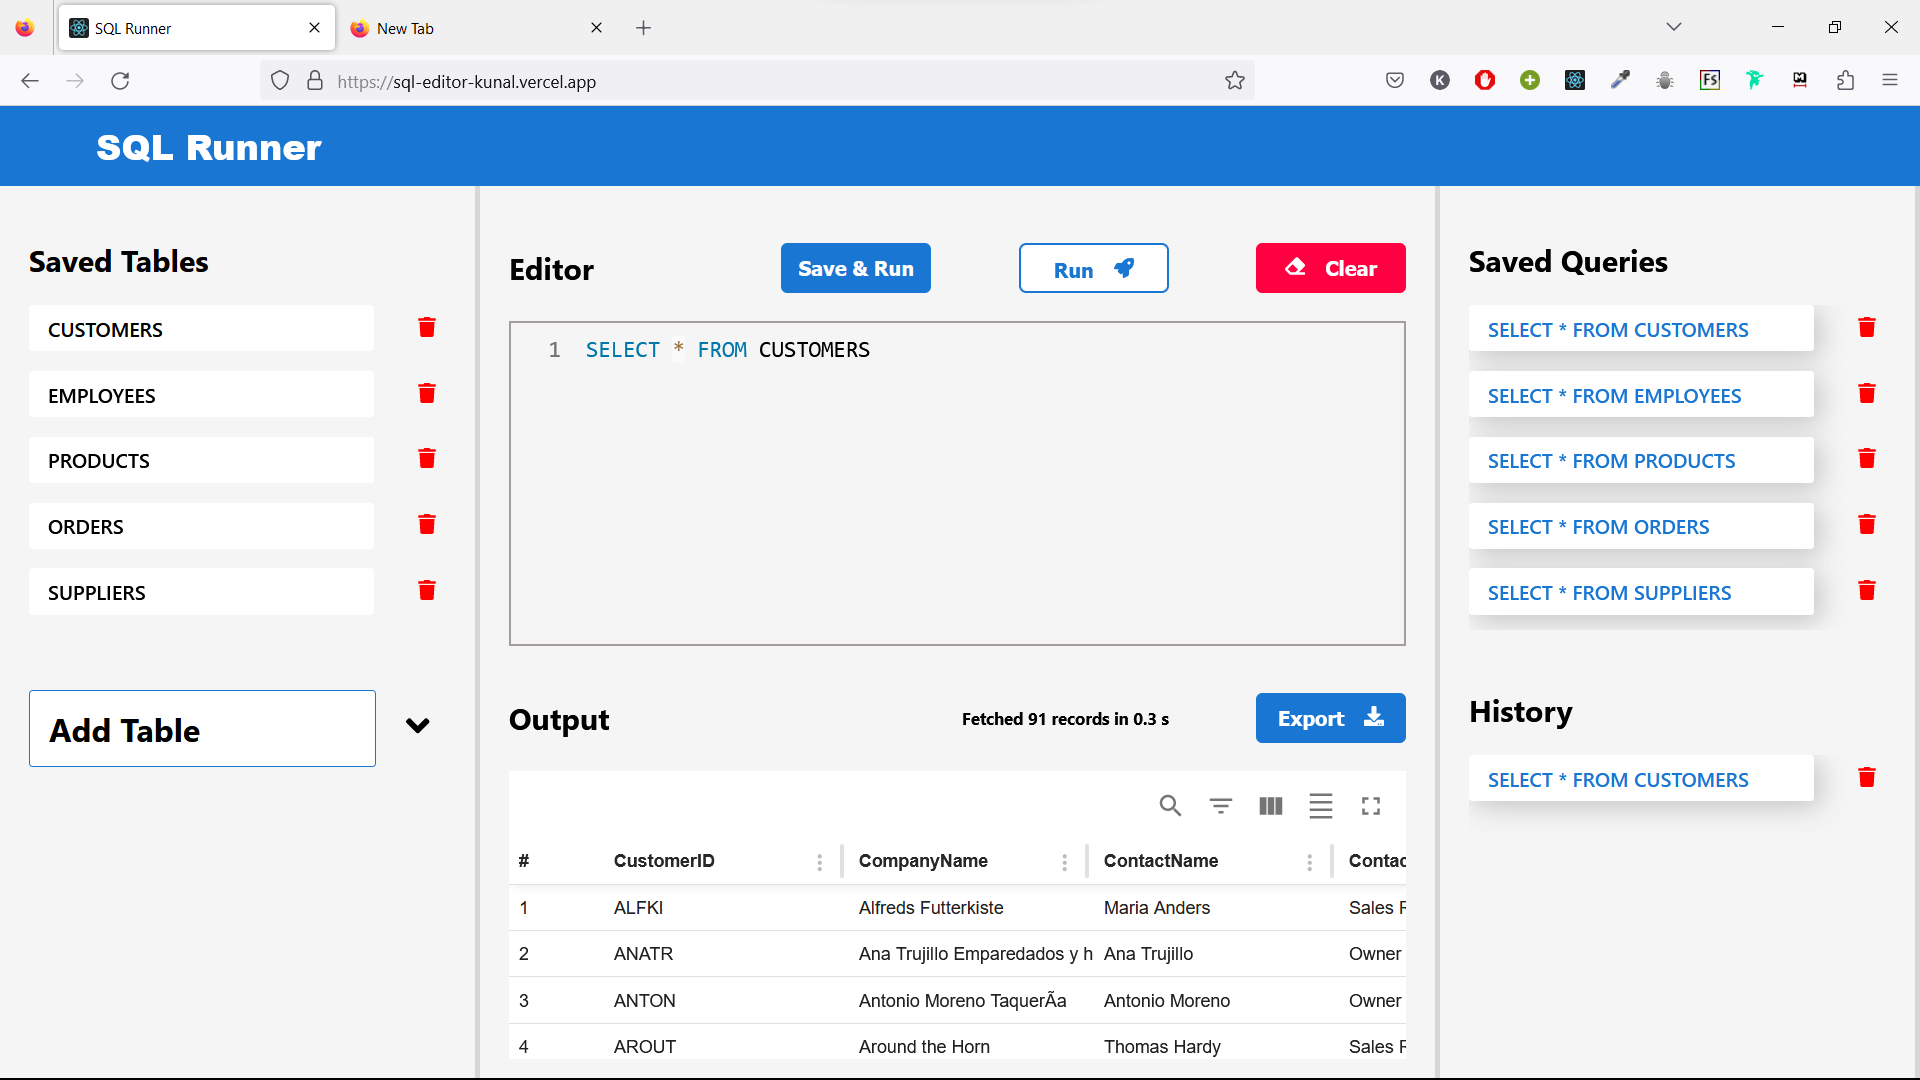 SQL Runner
New Tab
https://sql-editor-kunal.vercel.app
K
FS
SQL Runner
Saved Tables
CUSTOMERS
EMPLOYEES
PRODUCTS
ORDERS
SUPPLIERS
Add Table
Editor
Save & Run
Run
Clear
1 SELECT * FROM CUSTOMERS
Output
Fetched 91 records in 0.3 s
Export
# CustomerID CompanyName ContactName Contac
1 ALFKI Alfreds Futterkiste Maria Anders Sales R
2 ANATR Ana Trujillo Emparedados y h Ana Trujillo Owner
3 ANTON Antonio Moreno TaquerÃa Antonio Moreno Owner
4 AROUT Around the Horn Thomas Hardy Sales R
Saved Queries
SELECT * FROM CUSTOMERS
SELECT * FROM EMPLOYEES
SELECT * FROM PRODUCTS
SELECT * FROM ORDERS
SELECT * FROM SUPPLIERS
History
SELECT * FROM CUSTOMERS